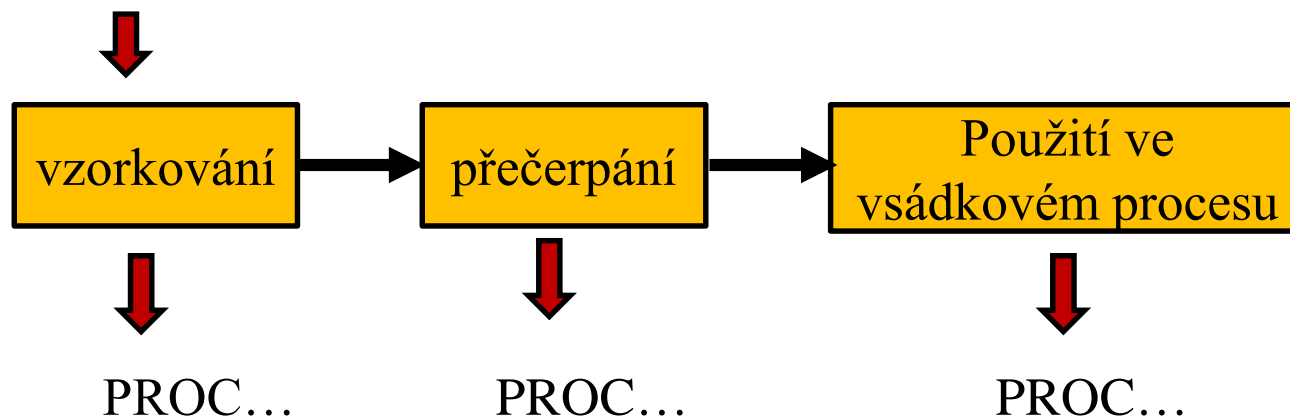 vzorkování
přečerpání
Použití ve
vsádkovém procesu
PROC…
PROC…
PROC…